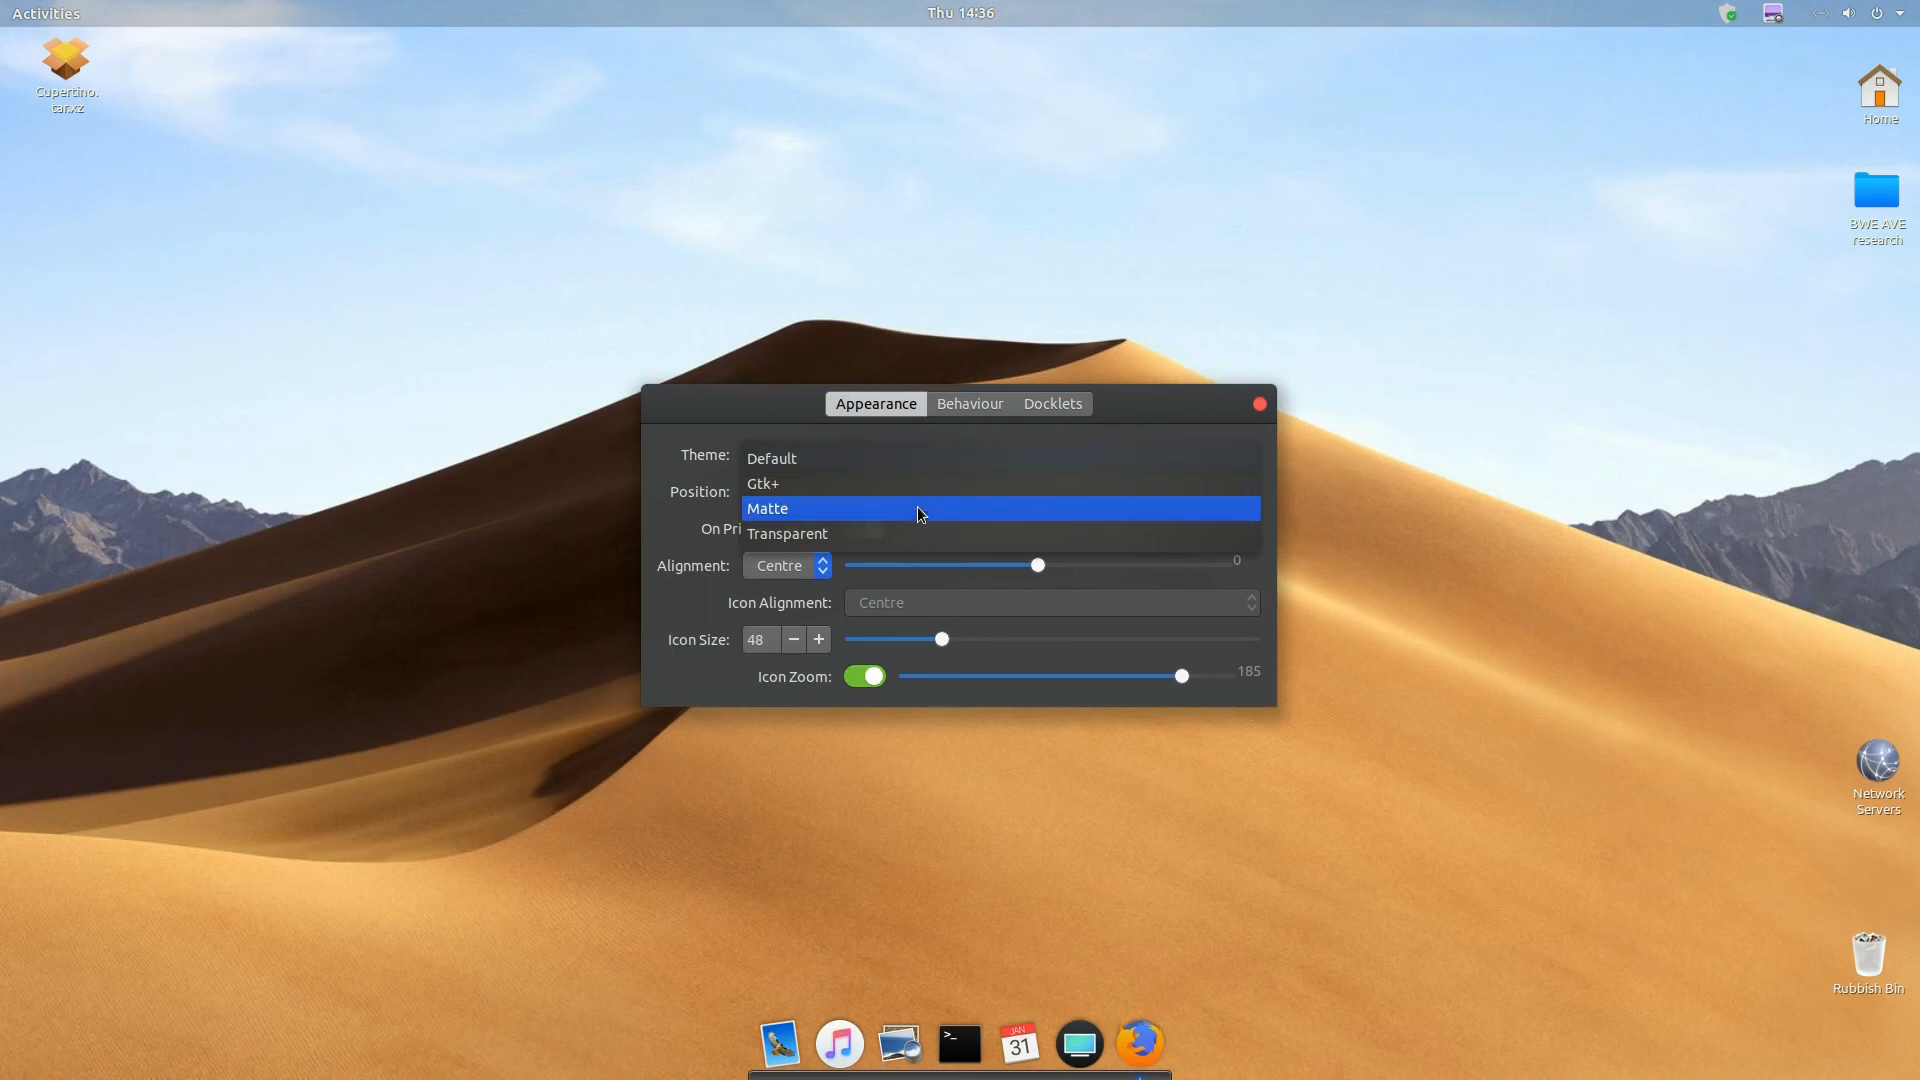 Activities
Thu 14:36
Cupertino.
tar.xz
Home
BWE AVE
research
Appearance
Behaviour
Docklets
Theme:
Default
Gtk+
Position:
Matte
On Pri
Transparent
Alignment:
Centre
0
Icon Alignment:
Centre
Icon Size:
48
Icon Zoom:
185
Network
Servers
Rubbish Bin
>_
JAN
31